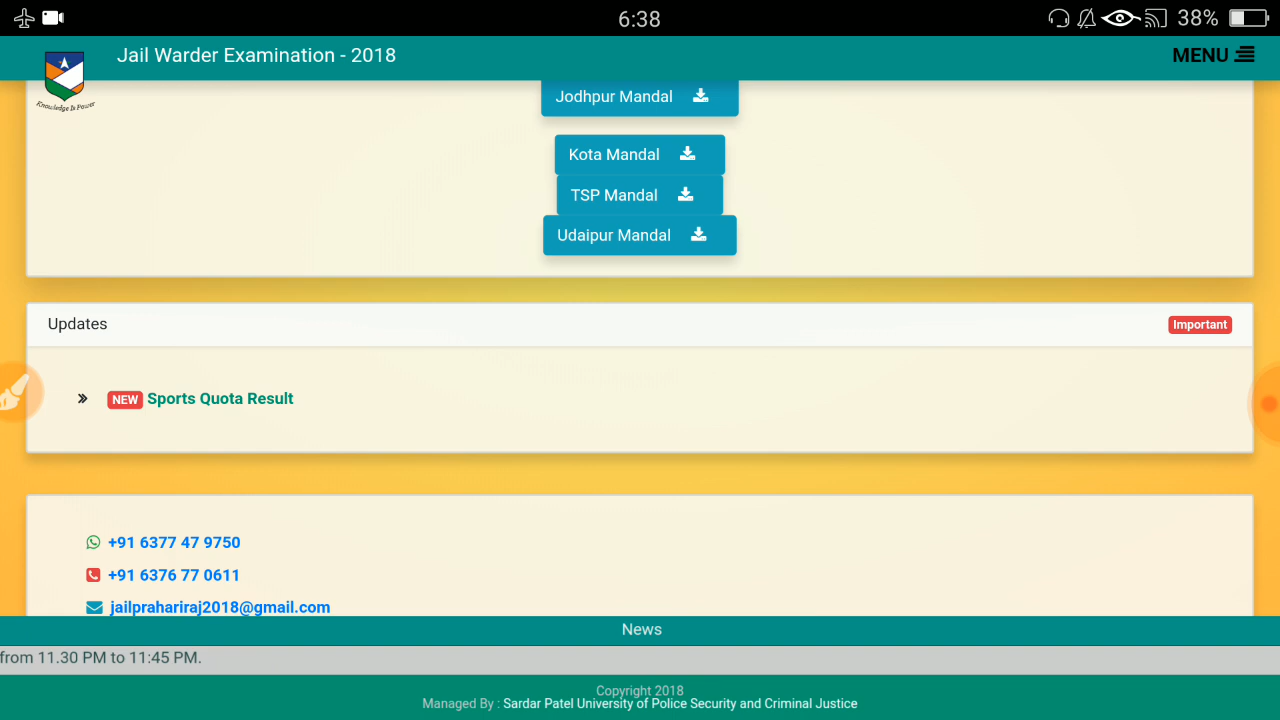 6:38
38%
Jail Warder Examination - 2018
MENU
Knowledge Is Power
Jodhpur Mandal
Kota Mandal
TSP Mandal
Udaipur Mandal
Updates
Important
NEW Sports Quota Result
+91 6377 47 9750
+91 6376 77 0611
jailprahariraj2018@gmail.com
News
from 11.30 PM to 11:45 PM.
Copyright 2018
Managed By : Sardar Patel University of Police Security and Criminal Justice